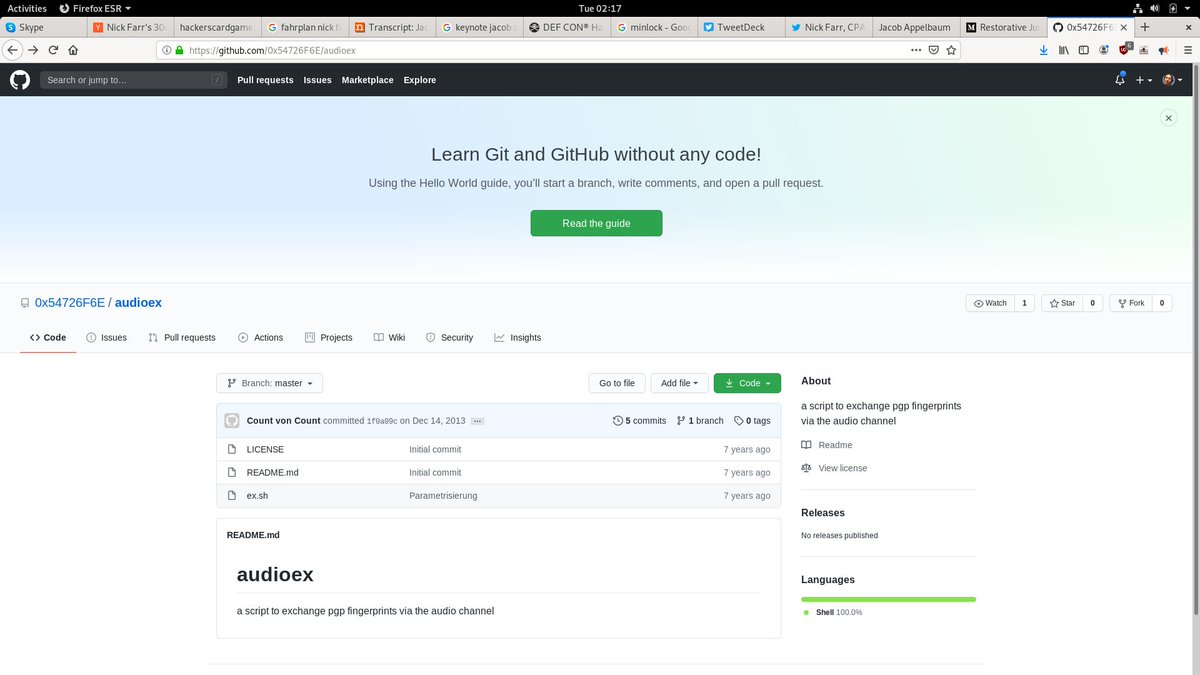 Activities Firefox ESR Tue 02:17
Skype Nick Farr's 30 hackerscardgame fahrplan nick f Transcript: Jac keynote jacob a DEF CON® Ha minlock - Goo TweetDeck Nick Farr, CPA Jacob Appelbaum Restorative Ju 0x54726F6E
https://github.com/0x54726F6E/audioex 6
Search or jump to… / Pull requests Issues Marketplace Explore
Learn Git and GitHub without any code!
Using the Hello World guide, you’ll start a branch, write comments, and open a pull request.
Read the guide
0x54726F6E / audioex Watch 1 Star 0 Fork 0
Code Issues Pull requests Actions Projects Wiki Security Insights
Branch: master Go to file Add file Code
Count von Count committed 1f0a09c on Dec 14, 2013 5 commits 1 branch 0 tags
LICENSE Initial commit 7 years ago
README.md Initial commit 7 years ago
ex.sh Parametrisierung 7 years ago
README.md
audioex
a script to exchange pgp fingerprints via the audio channel
About
a script to exchange pgp fingerprints
via the audio channel
Readme
View license
Releases
No releases published
Languages
Shell 100.0%